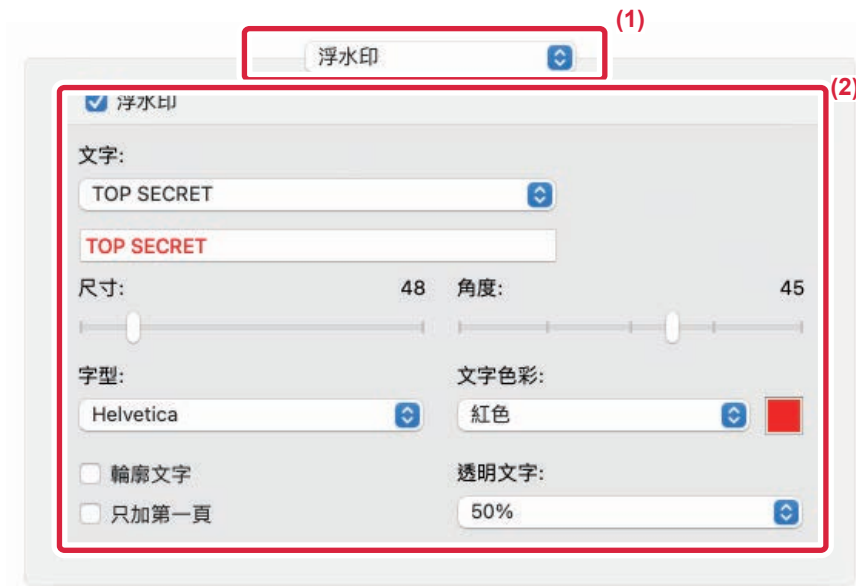 (1)
浮水印
(2)
浮水印
文字:
TOP SECRET
TOP SECRET
尺寸: 48 角度: 45
字型: 文字色彩:
Helvetica 紅色
輪廓文字 透明文字:
只加第一頁 50%